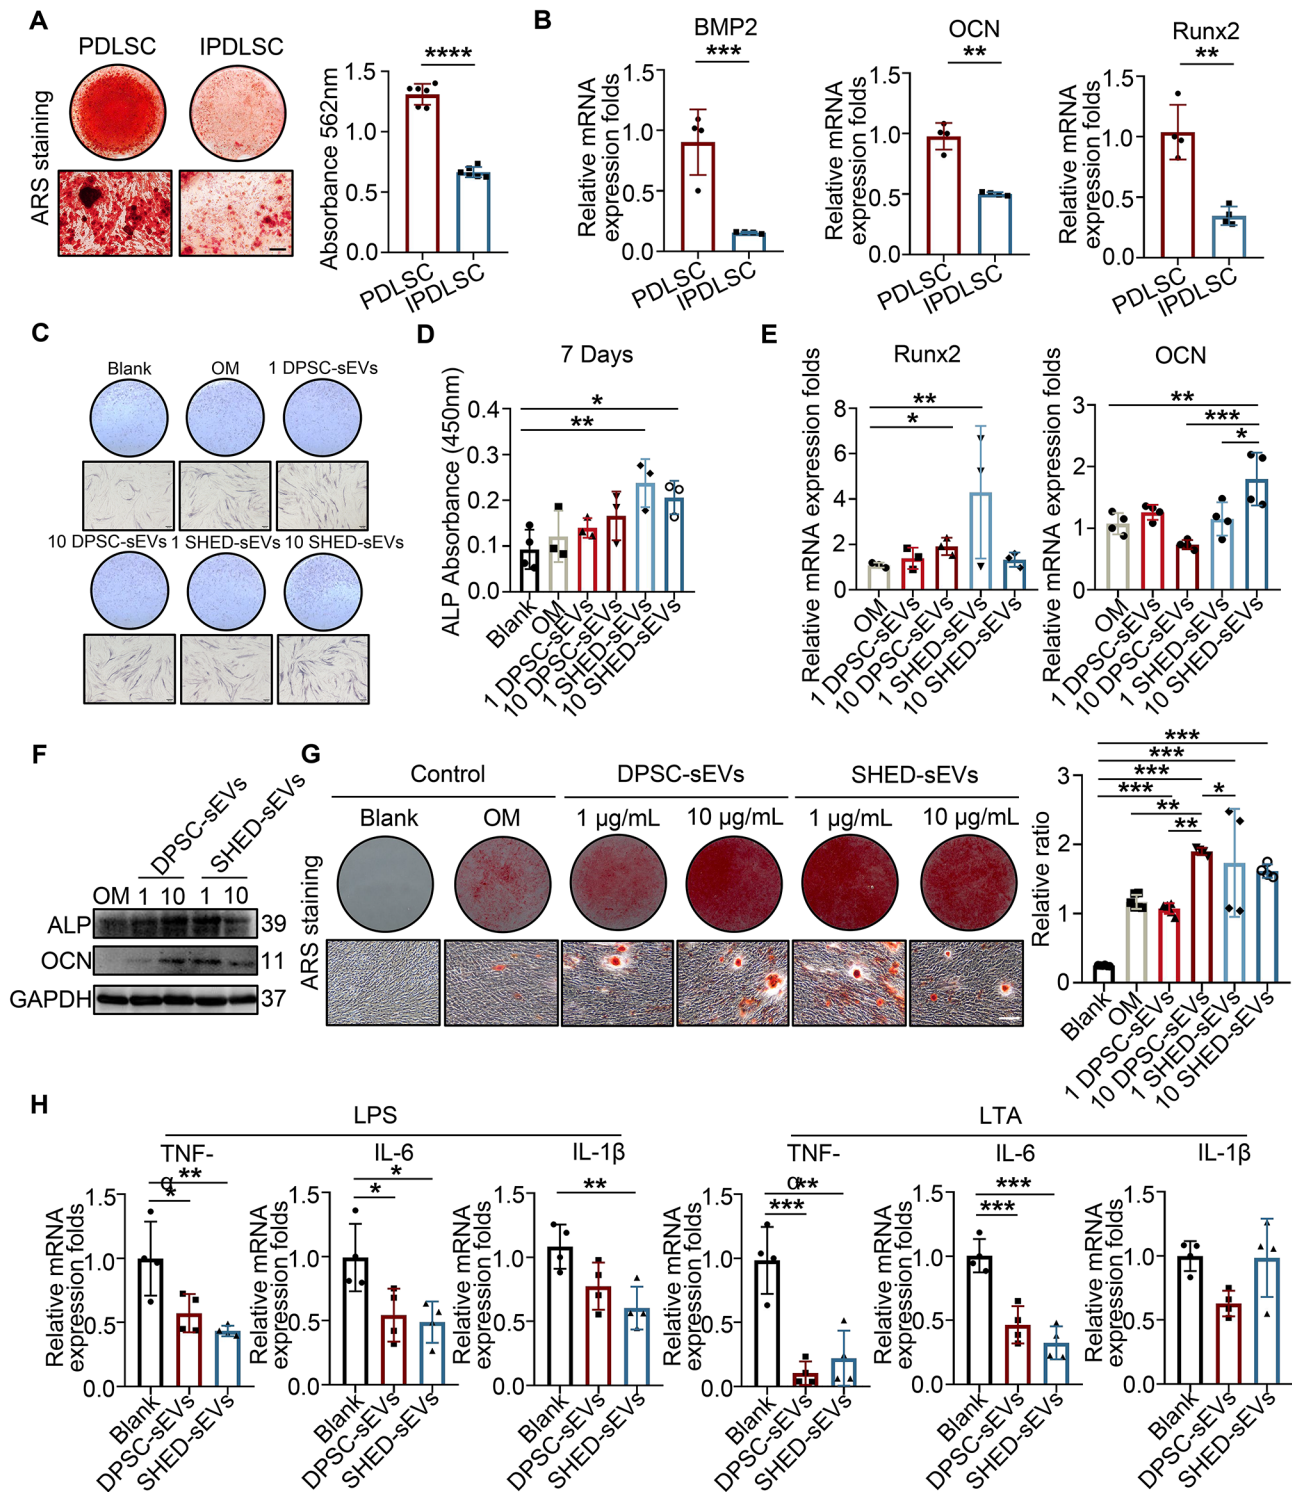 A
PDLSC
IPDLSC
ARS staining
Absorbance 562nm
****
1.5
1.0
0.5
0.0
PDLSC
IPDLSC
B
BMP2
***
Relative mRNA
expression folds
1.5
1.0
0.5
0.0
PDLSC
IPDLSC
OCN
**
Relative mRNA
expression folds
1.5
1.0
0.5
0.0
PDLSC
IPDLSC
Runx2
**
Relative mRNA
expression folds
1.5
1.0
0.5
0.0
PDLSC
IPDLSC
C
Blank
OM
1 DPSC-sEVs
10 DPSC-sEVs
1 SHED-sEVs
10 SHED-sEVs
D
7 Days
ALP Absorbance (450nm)
*
**
0.4
0.3
0.2
0.1
0.0
Blank
OM
1 DPSC-sEVs
10 DPSC-sEVs
1 SHED-sEVs
10 SHED-sEVs
E
Runx2
Relative mRNA expression folds
**
*
8
6
4
2
0
OM
1 DPSC-sEVs
10 DPSC-sEVs
1 SHED-sEVs
10 SHED-sEVs
OCN
Relative mRNA expression folds
**
***
*
3
2
1
0
OM
1 DPSC-sEVs
10 DPSC-sEVs
1 SHED-sEVs
10 SHED-sEVs
F
DPSC-sEVs
SHED-sEVs
OM 1 10 1 10
ALP 39
OCN 11
GAPDH 37
G
Control
DPSC-sEVs
SHED-sEVs
Blank
OM
1 μg/mL
10 μg/mL
1 μg/mL
10 μg/mL
ARS staining
Relative ratio
***
***
***
***
*
**
**
3
2
1
0
Blank
OM
1 DPSC-sEVs
10 DPSC-sEVs
1 SHED-sEVs
10 SHED-sEVs
H
LPS
TNF-
α
**
*
Relative mRNA
expression folds
1.5
1.0
0.5
0.0
Blank
DPSC-sEVs
SHED-sEVs
IL-6
*
*
Relative mRNA
expression folds
1.5
1.0
0.5
0.0
Blank
DPSC-sEVs
SHED-sEVs
IL-1β
**
Relative mRNA
expression folds
1.5
1.0
0.5
0.0
Blank
DPSC-sEVs
SHED-sEVs
LTA
TNF-
α
**
***
Relative mRNA
expression folds
1.5
1.0
0.5
0.0
Blank
DPSC-sEVs
SHED-sEVs
IL-6
***
***
Relative mRNA
expression folds
1.5
1.0
0.5
0.0
Blank
DPSC-sEVs
SHED-sEVs
IL-1β
Relative mRNA
expression folds
1.5
1.0
0.5
0.0
Blank
DPSC-sEVs
SHED-sEVs